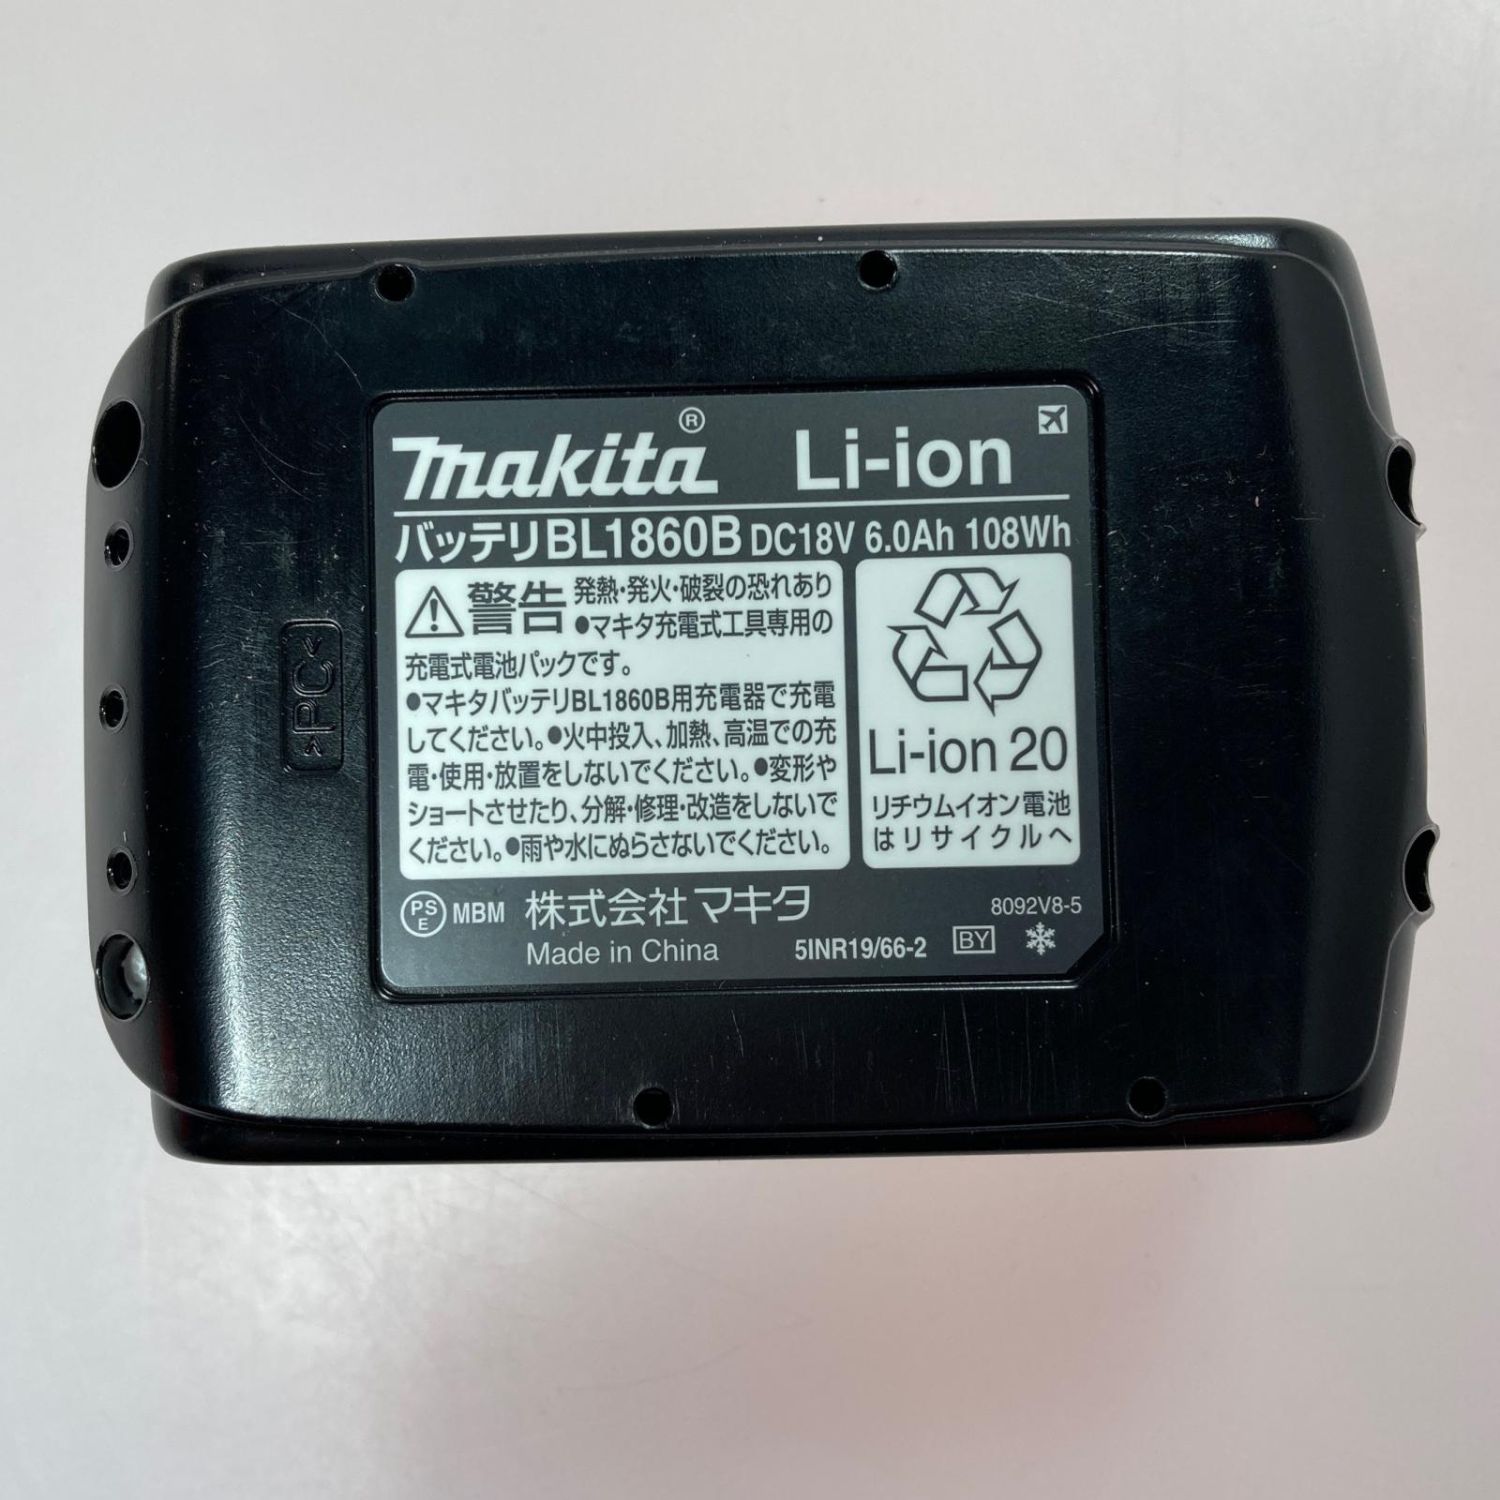 makita® Li-ion
バッテリBL1860B DC18V 6.0Ah 108Wh
警告 発熱・発火・破裂の恐れあり
●マキタ充電式工具専用の
充電式電池パックです。
●マキタバッテリBL1860B用充電器で充電
してください。●火中投入、加熱、高温での充
電・使用・放置をしないでください。●変形や
ショートさせたり、分解・修理・改造をしないで
ください。●雨や水にぬらさないでください。
Li-ion 20
リチウムイオン電池
はリサイクルへ
PSE MBM 株式会社マキタ
Made in China
8092V8-5
5INR19/66-2 BY
>PC<